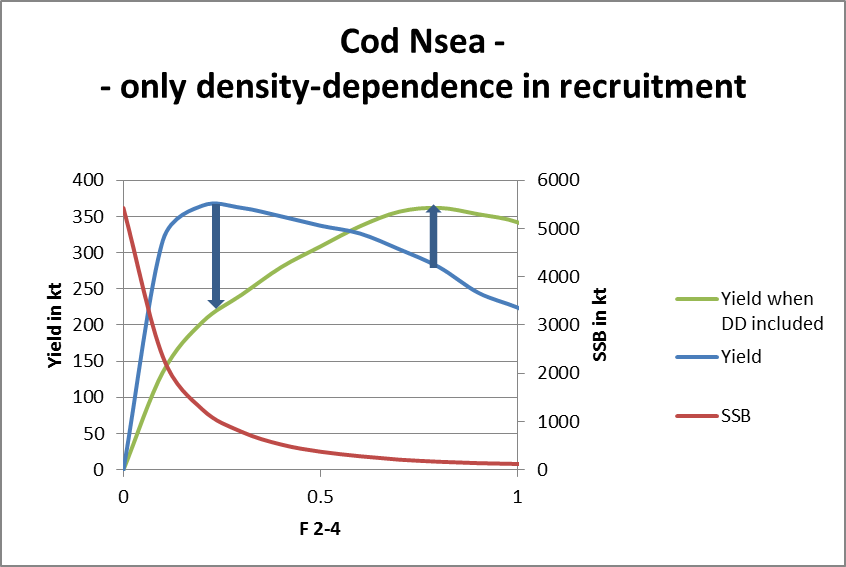 Cod Nsea -
- only density-dependence in recruitment
400
350
300
250
200
150
100
50
0
Yield in kt
6000
5000
4000
3000
2000
1000
0
SSB in kt
0
0.5
1
F 2-4
Yield when
DD included
Yield
SSB